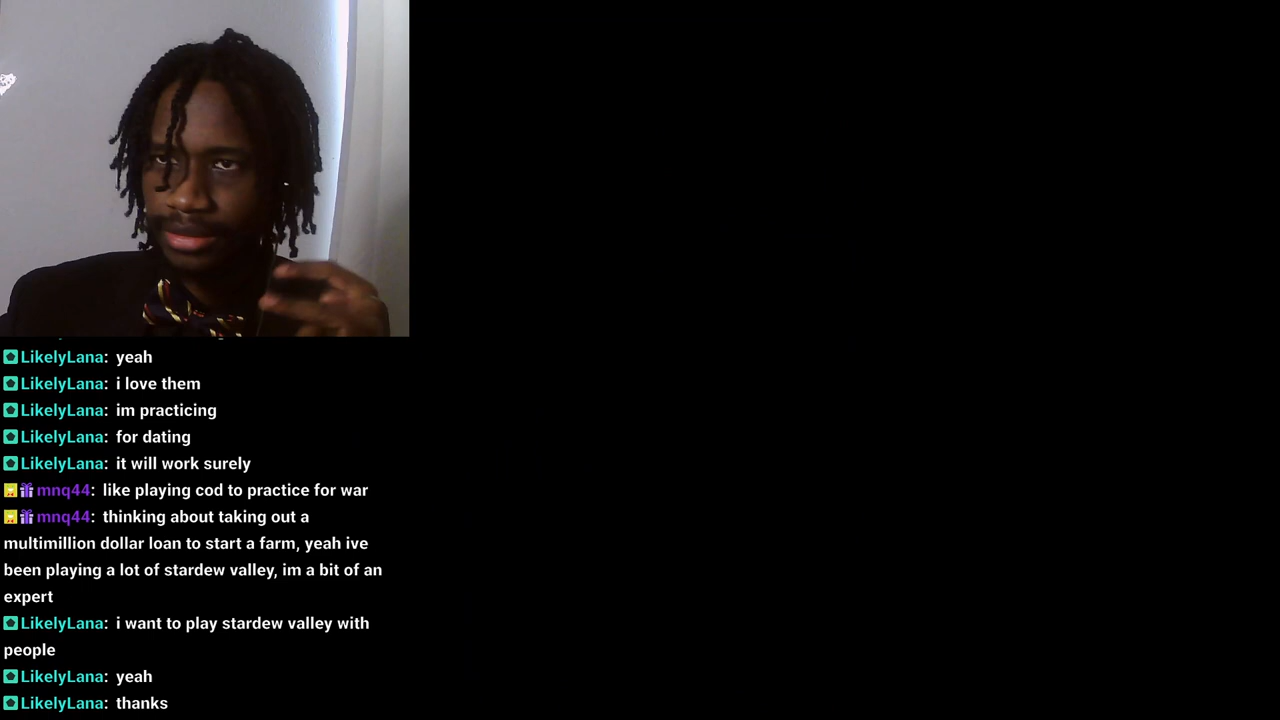 LikelyLana: yeah
LikelyLana: i love them
LikelyLana: im practicing
LikelyLana: for dating
LikelyLana: it will work surely
mnq44: like playing cod to practice for war
mnq44: thinking about taking out a
multimillion dollar loan to start a farm, yeah ive
been playing a lot of stardew valley, im a bit of an
expert
LikelyLana: i want to play stardew valley with
people
LikelyLana: yeah
LikelyLana: thanks